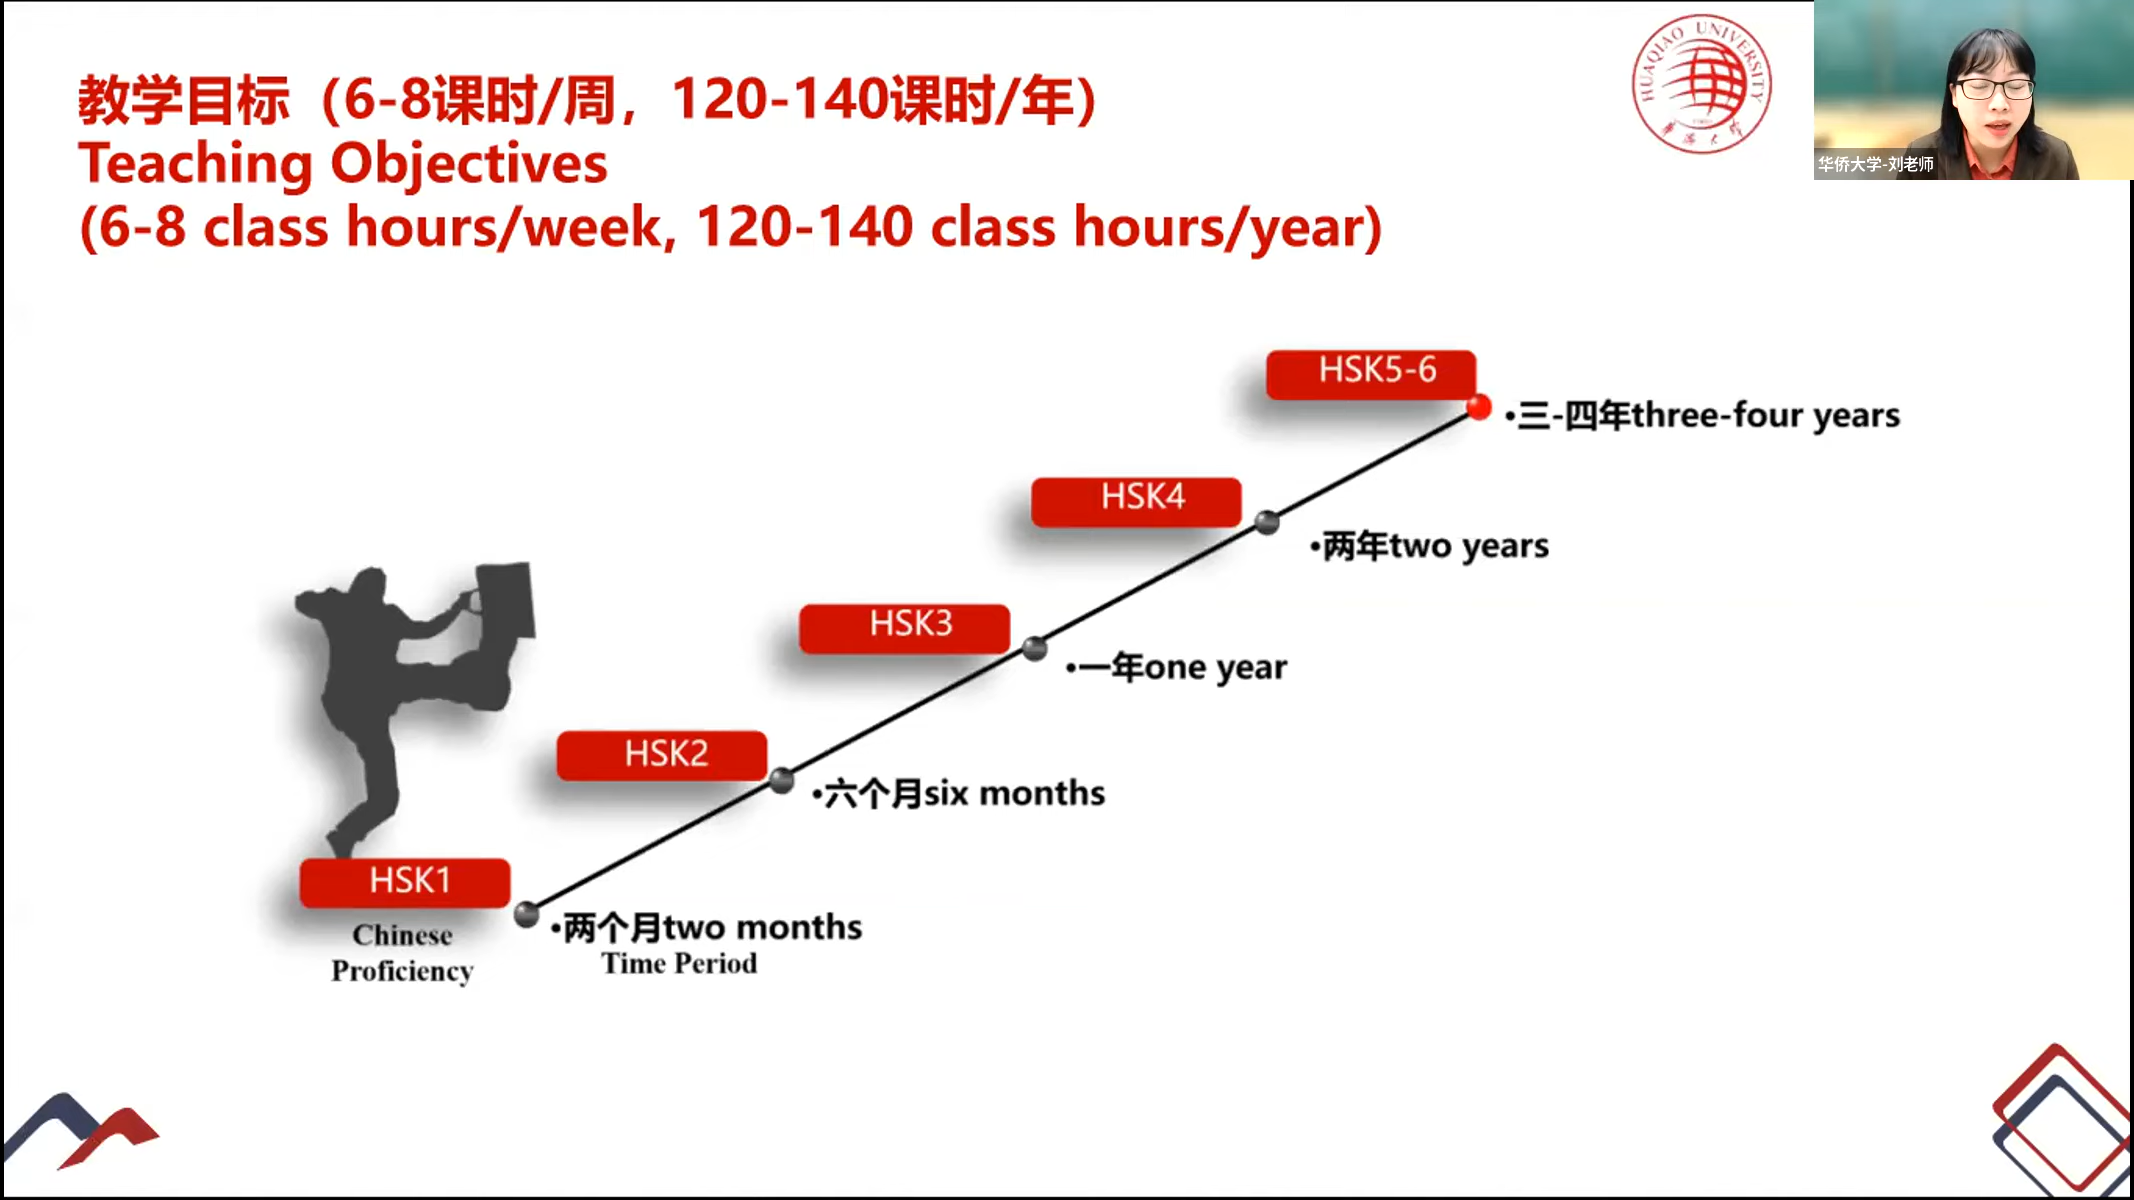 教学目标（6-8课时/周，120-140课时/年）
Teaching Objectives
(6-8 class hours/week, 120-140 class hours/year)
HUAQIAO UNIVERSITY
华侨大学
华侨大学-刘老师
HSK5-6
•三-四年three-four years
HSK4
•两年two years
HSK3
•一年one year
HSK2
•六个月six months
HSK1
•两个月two months
Chinese
Proficiency
Time Period